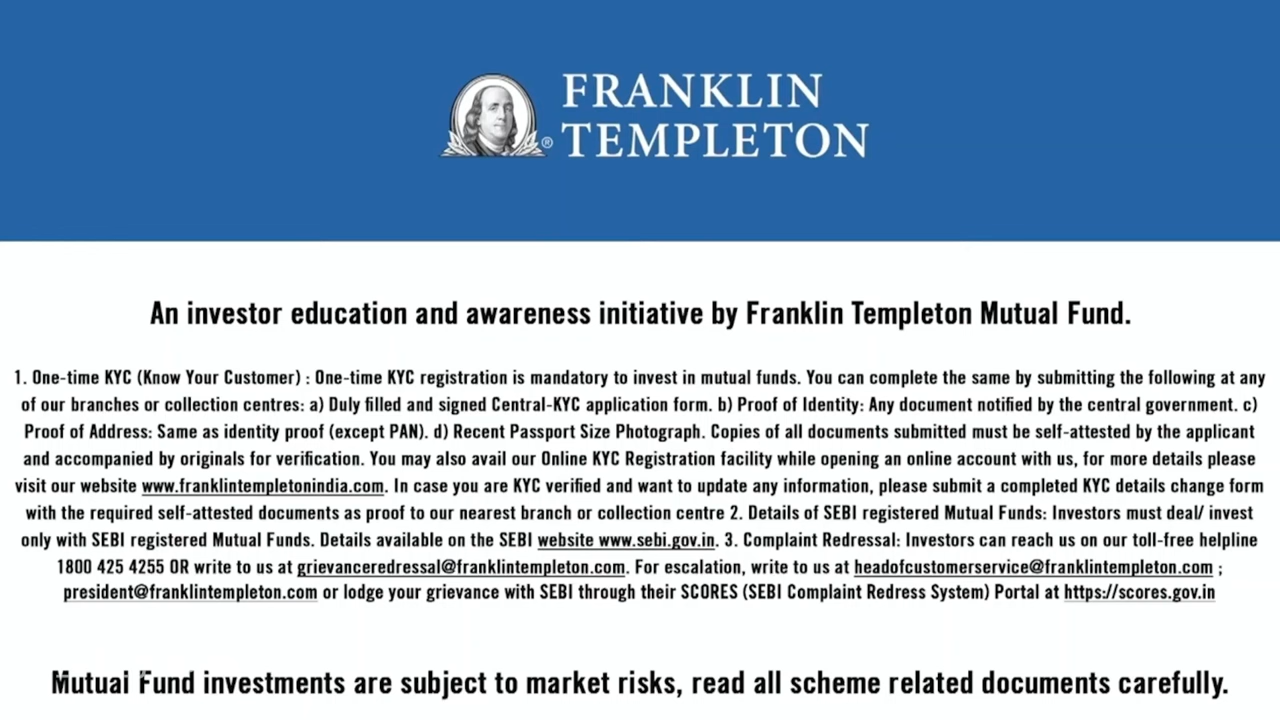 FRANKLIN
TEMPLETON
®
An investor education and awareness initiative by Franklin Templeton Mutual Fund.
1. One-time KYC (Know Your Customer) : One-time KYC registration is mandatory to invest in mutual funds. You can complete the same by submitting the following at any
of our branches or collection centres: a) Duly filled and signed Central-KYC application form. b) Proof of Identity: Any document notified by the central government. c)
Proof of Address: Same as identity proof (except PAN). d) Recent Passport Size Photograph. Copies of all documents submitted must be self-attested by the applicant
and accompanied by originals for verification. You may also avail our Online KYC Registration facility while opening an online account with us, for more details please
visit our website www.franklintempletonindia.com. In case you are KYC verified and want to update any information, please submit a completed KYC details change form
with the required self-attested documents as proof to our nearest branch or collection centre 2. Details of SEBI registered Mutual Funds: Investors must deal/ invest
only with SEBI registered Mutual Funds. Details available on the SEBI website www.sebi.gov.in. 3. Complaint Redressal: Investors can reach us on our toll-free helpline
1800 425 4255 OR write to us at grievanceredressal@franklintempleton.com. For escalation, write to us at headofcustomerservice@franklintempleton.com ;
president@franklintempleton.com or lodge your grievance with SEBI through their SCORES (SEBI Complaint Redress System) Portal at https://scores.gov.in
Mutual Fund investments are subject to market risks, read all scheme related documents carefully.